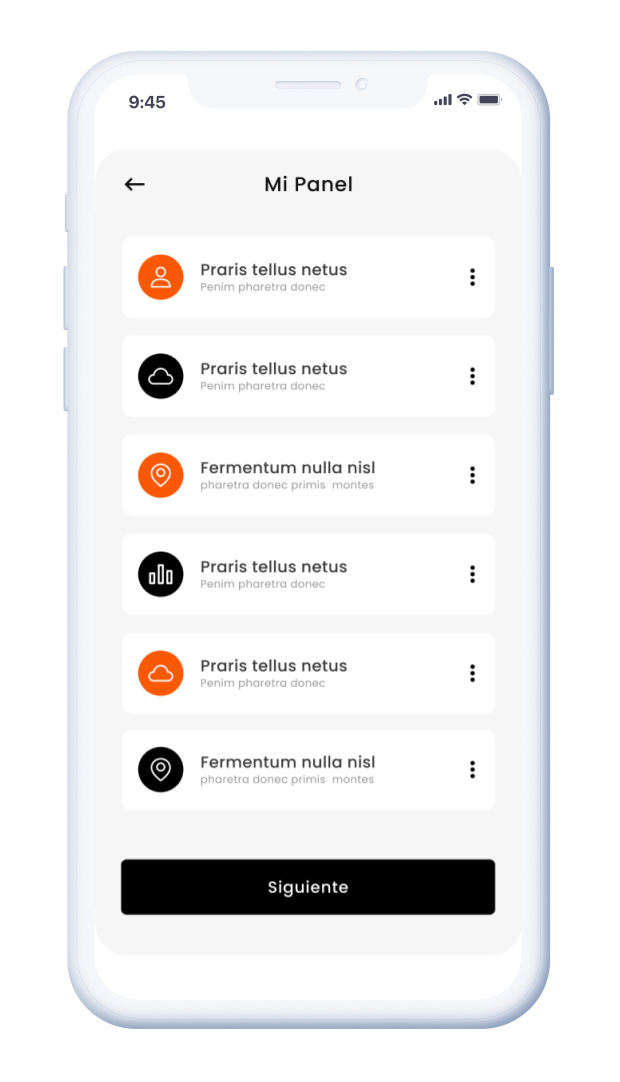 9:45
Mi Panel
Praris tellus netus
Penim pharetra donec
Praris tellus netus
Penim pharetra donec
Fermentum nulla nisl
pharetra donec primis  montes
Praris tellus netus
Penim pharetra donec
Praris tellus netus
Penim pharetra donec
Fermentum nulla nisl
pharetra donec primis  montes
Siguiente